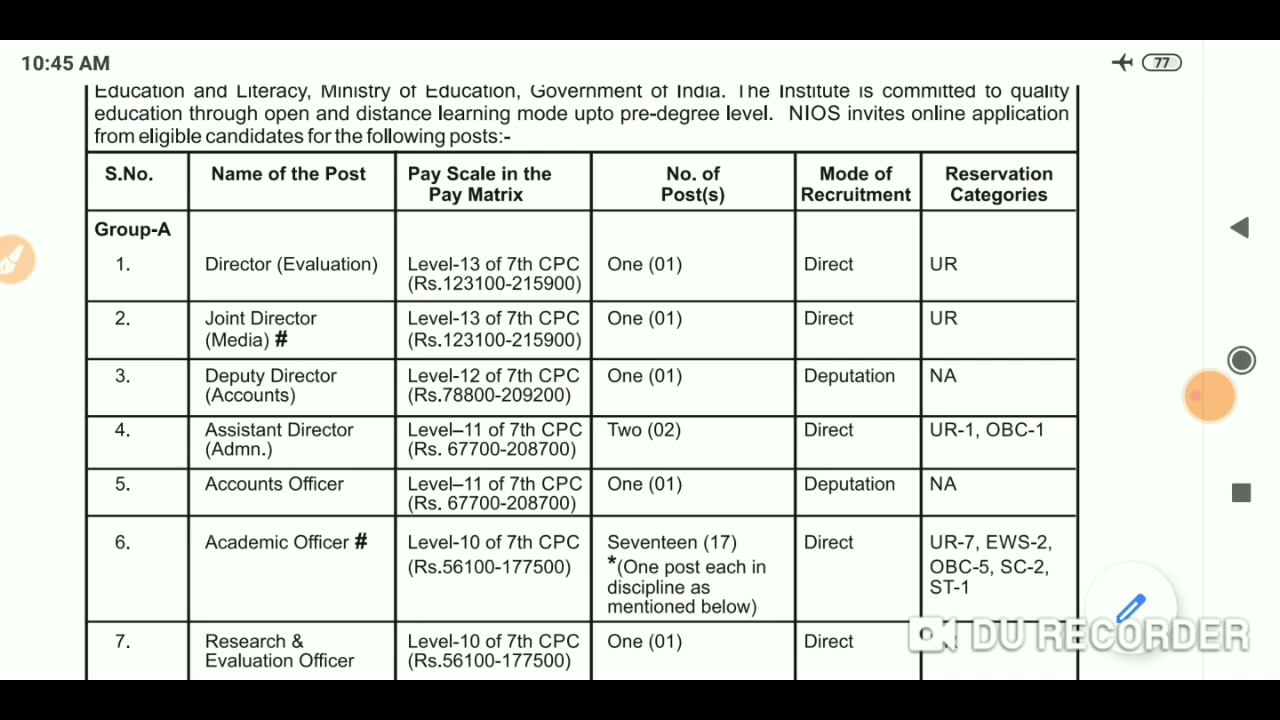 10:45 AM
77
Education and Literacy, Ministry of Education, Government of India. The Institute is committed to quality
education through open and distance learning mode upto pre-degree level. NIOS invites online application
from eligible candidates for the following posts:-
S.No.
Name of the Post
Pay Scale in the
Pay Matrix
No. of
Post(s)
Mode of
Recruitment
Reservation
Categories
Group-A
1.
Director (Evaluation)
Level-13 of 7th CPC
(Rs.123100-215900)
One (01)
Direct
UR
2.
Joint Director
(Media) #
Level-13 of 7th CPC
(Rs.123100-215900)
One (01)
Direct
UR
3.
Deputy Director
(Accounts)
Level-12 of 7th CPC
(Rs.78800-209200)
One (01)
Deputation
NA
4.
Assistant Director
(Admn.)
Level–11 of 7th CPC
(Rs. 67700-208700)
Two (02)
Direct
UR-1, OBC-1
5.
Accounts Officer
Level–11 of 7th CPC
(Rs. 67700-208700)
One (01)
Deputation
NA
6.
Academic Officer #
Level-10 of 7th CPC
(Rs.56100-177500)
Seventeen (17)
*(One post each in
discipline as
mentioned below)
Direct
UR-7, EWS-2,
OBC-5, SC-2,
ST-1
7.
Research &
Evaluation Officer
Level-10 of 7th CPC
(Rs.56100-177500)
One (01)
Direct
DU RECORDER